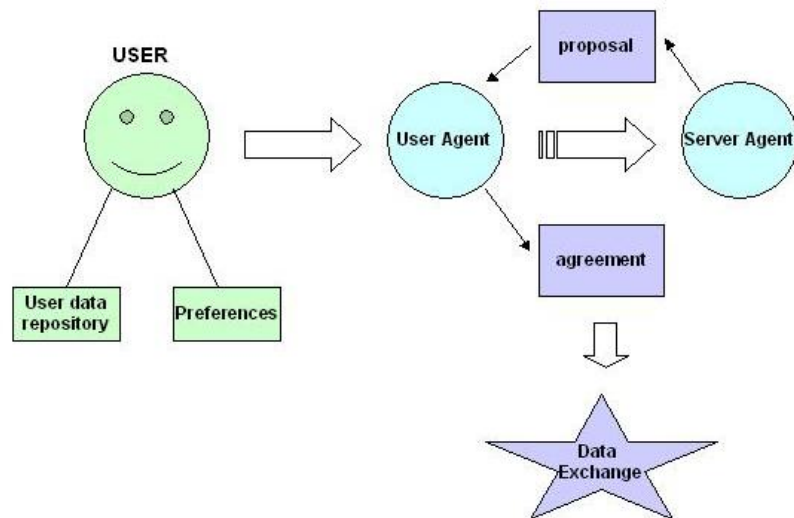 USER
proposal
User Agent
Server Agent
agreement
User data
repository
Preferences
Data
Exchange